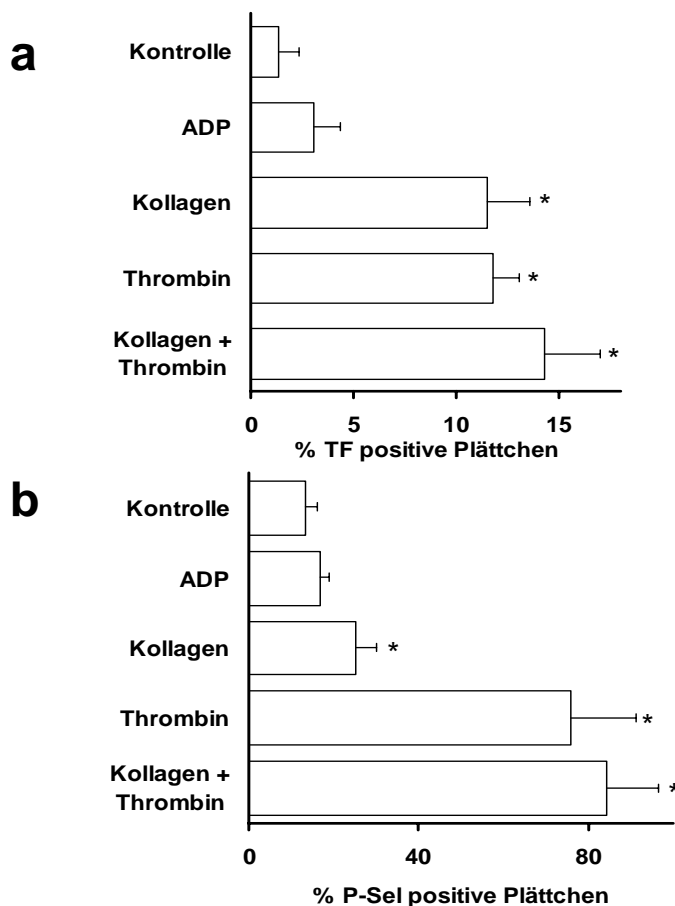 a
Kontrolle
ADP
Kollagen
*
Thrombin
*
Kollagen +
Thrombin
*
0 5 10 15
% TF positive Plättchen
b
Kontrolle
ADP
Kollagen
*
Thrombin
*
Kollagen +
Thrombin
*
0 40 80
% P-Sel positive Plättchen